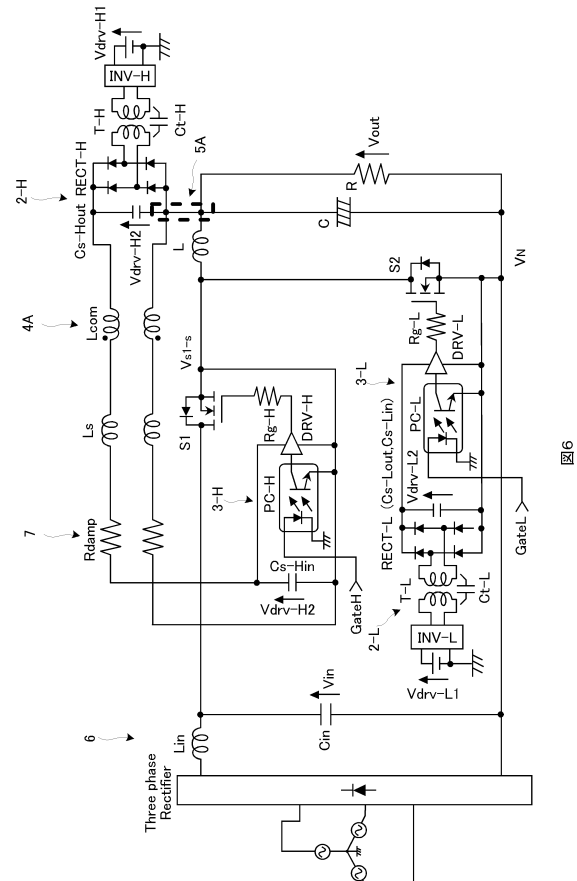 Vdrv-H1
INV-H
T-H
Ct-H
2-H
RECT-H
5A
Cs-Hout
Vdrv-H2
Vout
R
C
L
4A
Lcom
Vs1-s
S2
VN
Rg-L
DRV-L
Ls
S1
Rg-H
DRV-H
3-L
PC-L
3-H
PC-H
7
Rdamp
Cs-Hin
Vdrv-H2
GateH
RECT-L (Cs-Lout,Cs-Lin)
Vdrv-L2
GateL
T-L
Ct-L
2-L
INV-L
Vdrv-L1
6
Lin
Vin
Cin
Three phase
Rectifier
図6